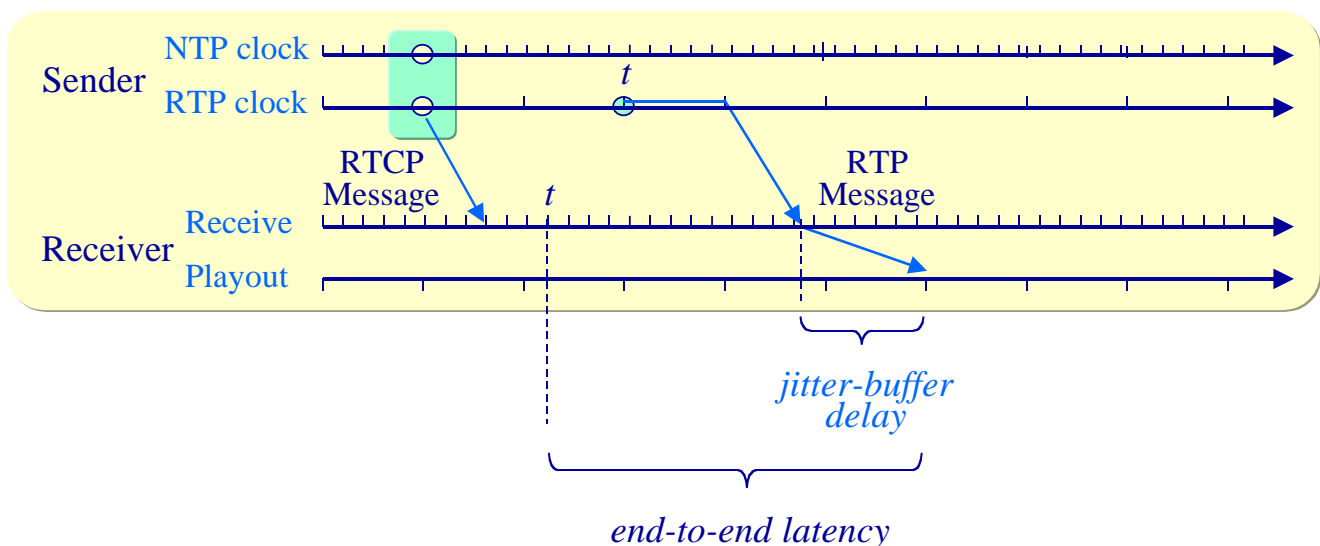 NTP clock
Sender
t
RTP clock
RTCP
Message
t
RTP
Message
Receive
Receiver
Playout
jitter-buffer
delay
end-to-end latency